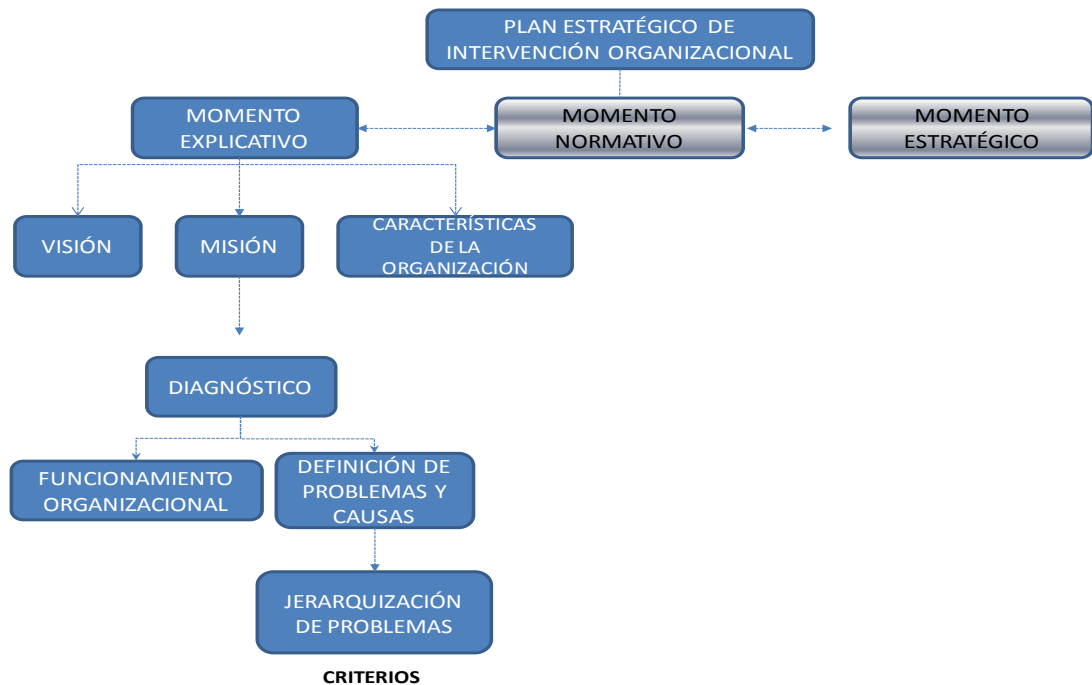 PLAN ESTRATÉGICO DE
INTERVENCIÓN ORGANIZACIONAL
MOMENTO
EXPLICATIVO
MOMENTO
NORMATIVO
MOMENTO
ESTRATÉGICO
VISIÓN
MISIÓN
CARACTERÍSTICAS
DE LA
ORGANIZACIÓN
DIAGNÓSTICO
FUNCIONAMIENTO
ORGANIZACIONAL
DEFINICIÓN DE
PROBLEMAS Y
CAUSAS
JERARQUIZACIÓN
DE PROBLEMAS
CRITERIOS